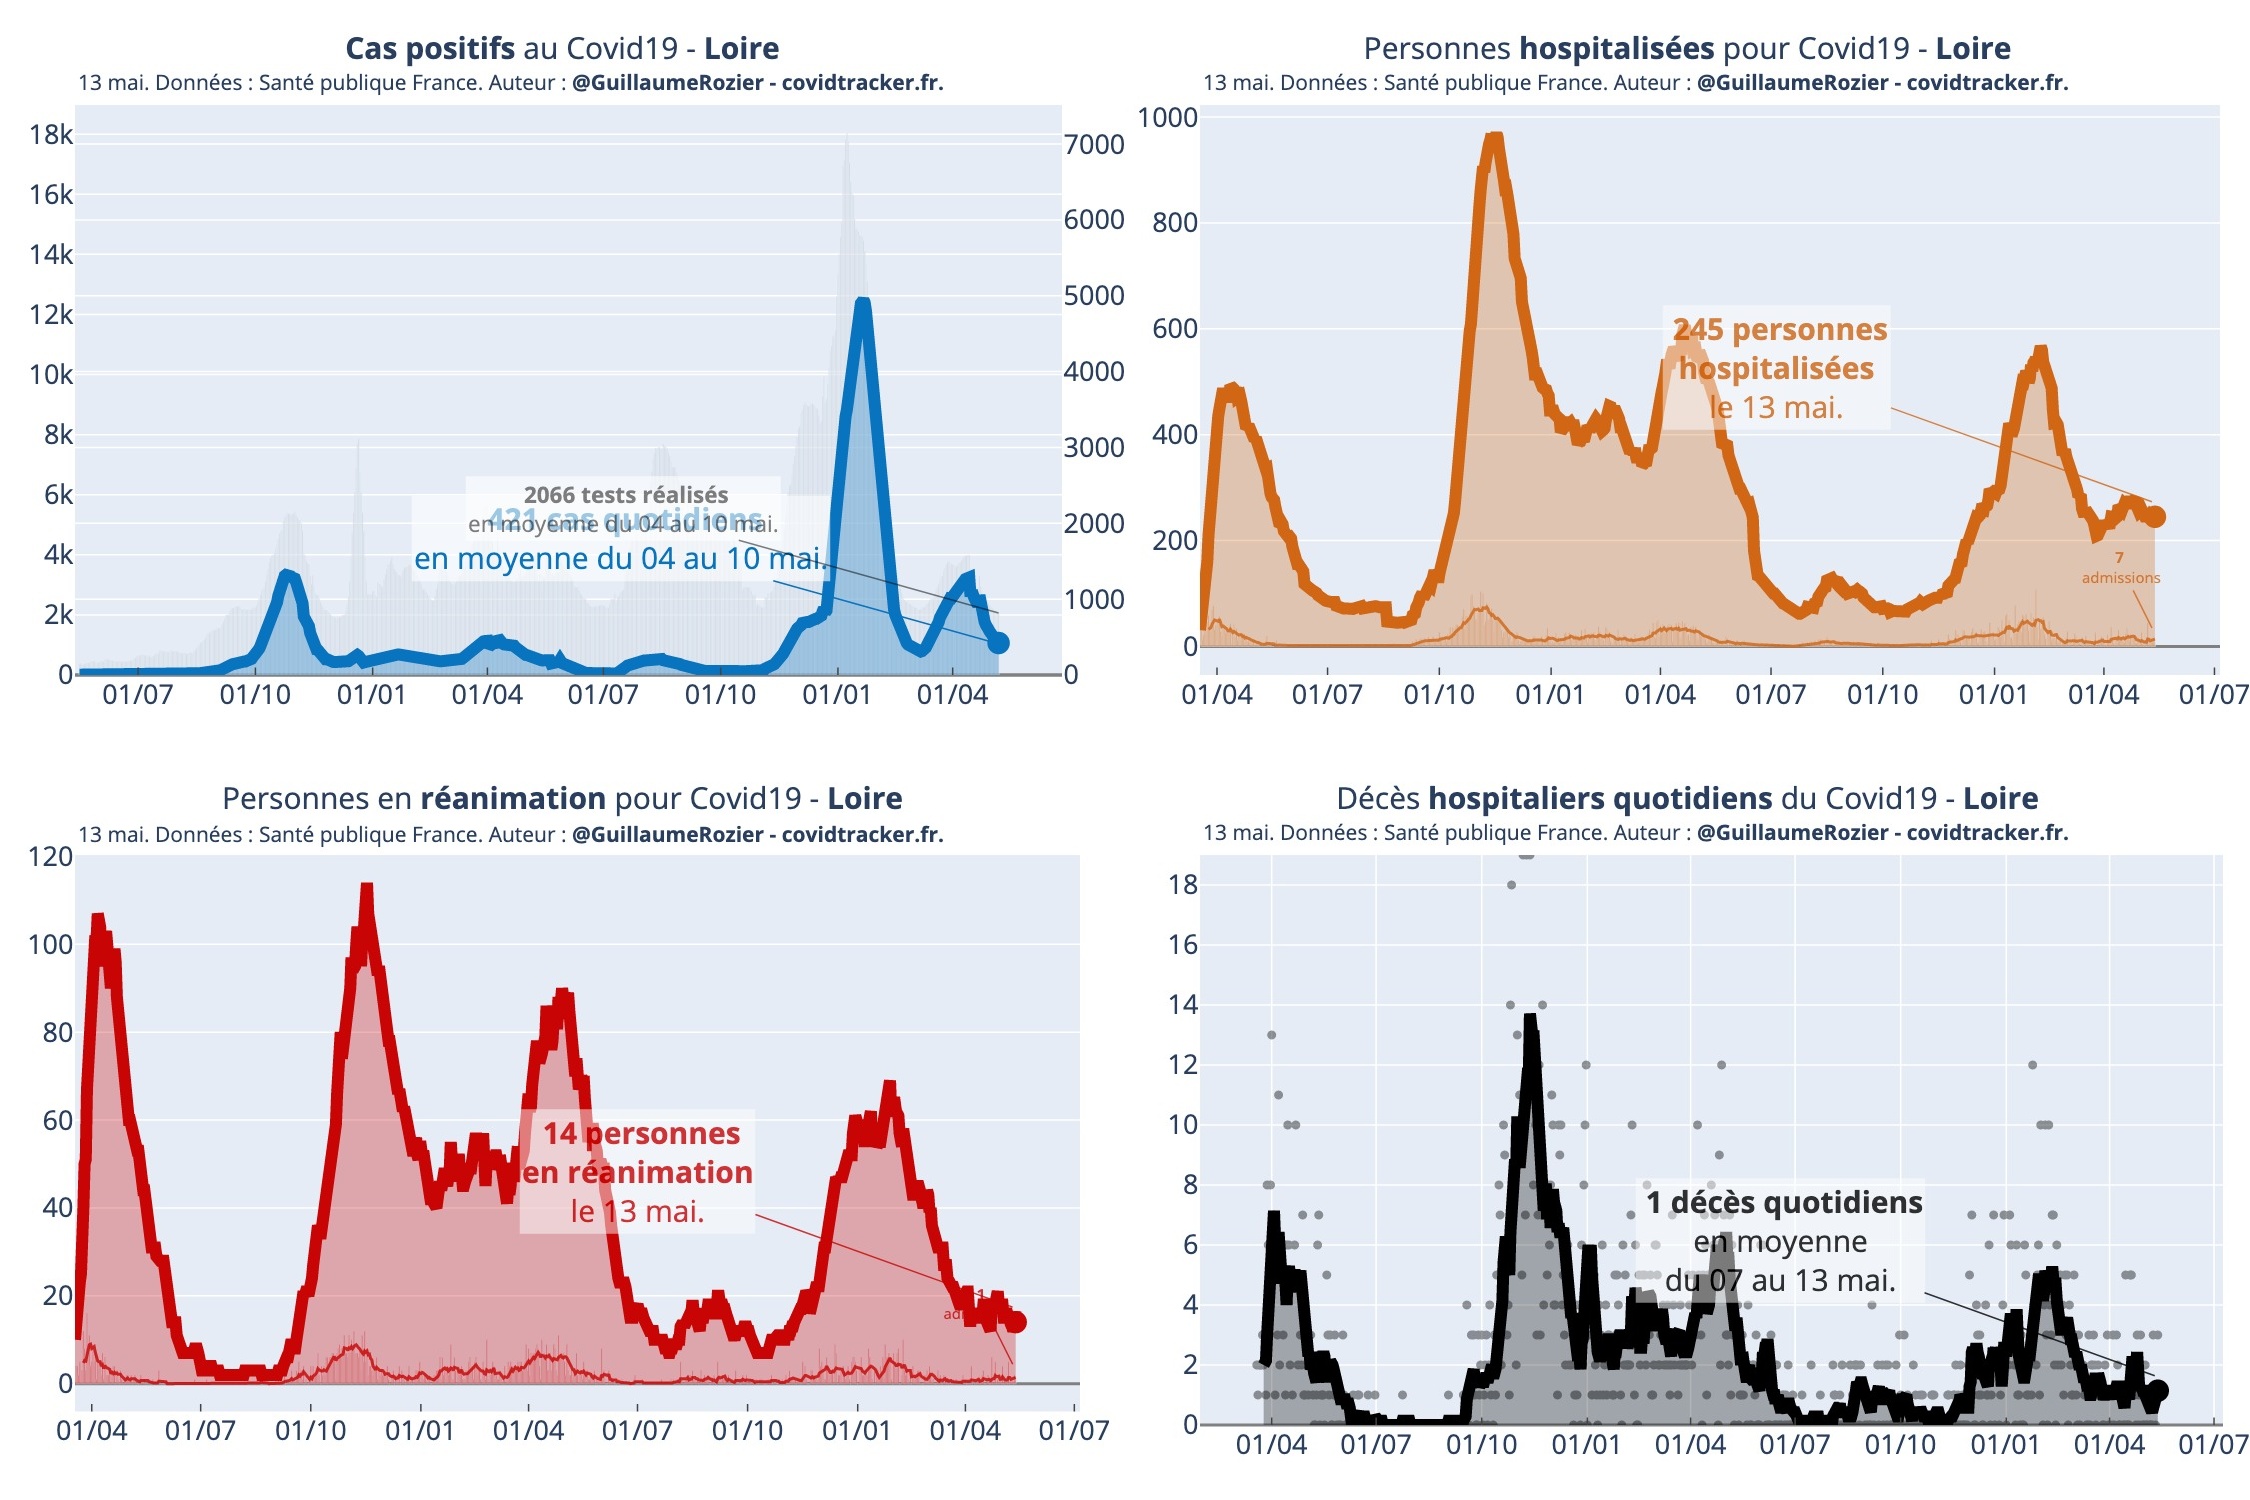 Cas positifs au Covid19 - Loire
13 mai. Données : Santé publique France. Auteur : @GuillaumeRozier - covidtracker.fr.
18k
16k
14k
12k
10k
8k
6k
4k
2k
0
7000
6000
5000
4000
3000
2000
1000
0
2066 tests réalisés
en moyenne du 04 au 10 mai.
421 cas quotidiens
en moyenne du 04 au 10 mai.
01/07 01/10 01/01 01/04 01/07 01/10 01/01 01/04
Personnes hospitalisées pour Covid19 - Loire
13 mai. Données : Santé publique France. Auteur : @GuillaumeRozier - covidtracker.fr.
1000
800
600
400
200
0
245 personnes
hospitalisées
le 13 mai.
7
admissions
01/04 01/07 01/10 01/01 01/04 01/07 01/10 01/01 01/04 01/07
Personnes en réanimation pour Covid19 - Loire
13 mai. Données : Santé publique France. Auteur : @GuillaumeRozier - covidtracker.fr.
120
100
80
60
40
20
0
14 personnes
en réanimation
le 13 mai.
1
01/04 01/07 01/10 01/01 01/04 01/07 01/10 01/01 01/04 01/07
Décès hospitaliers quotidiens du Covid19 - Loire
13 mai. Données : Santé publique France. Auteur : @GuillaumeRozier - covidtracker.fr.
18
16
14
12
10
8
6
4
2
0
1 décès quotidiens
en moyenne
du 07 au 13 mai.
01/04 01/07 01/10 01/01 01/04 01/07 01/10 01/01 01/04 01/07